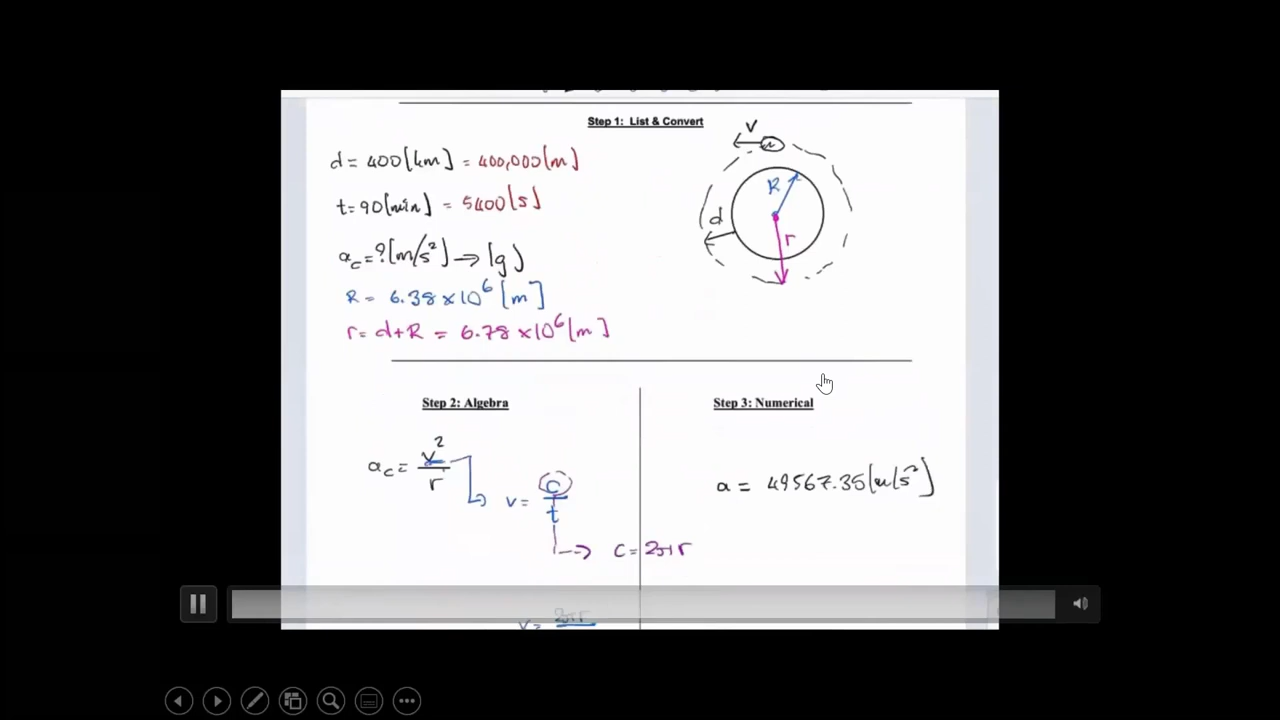 Step 1: List & Convert
d = 400 [km] = 400,000 [m]
t = 90 [min] = 5400 [s]
a_c = ? [m/s²] → [g]
R = 6.38 × 10⁶ [m]
r = d + R = 6.78 × 10⁶ [m]
v
R
d
r
Step 2: Algebra
a_c = v²/r
v = c/t
c = 2πr
v = 2πr
Step 3: Numerical
a = 49567.35 [m/s²]